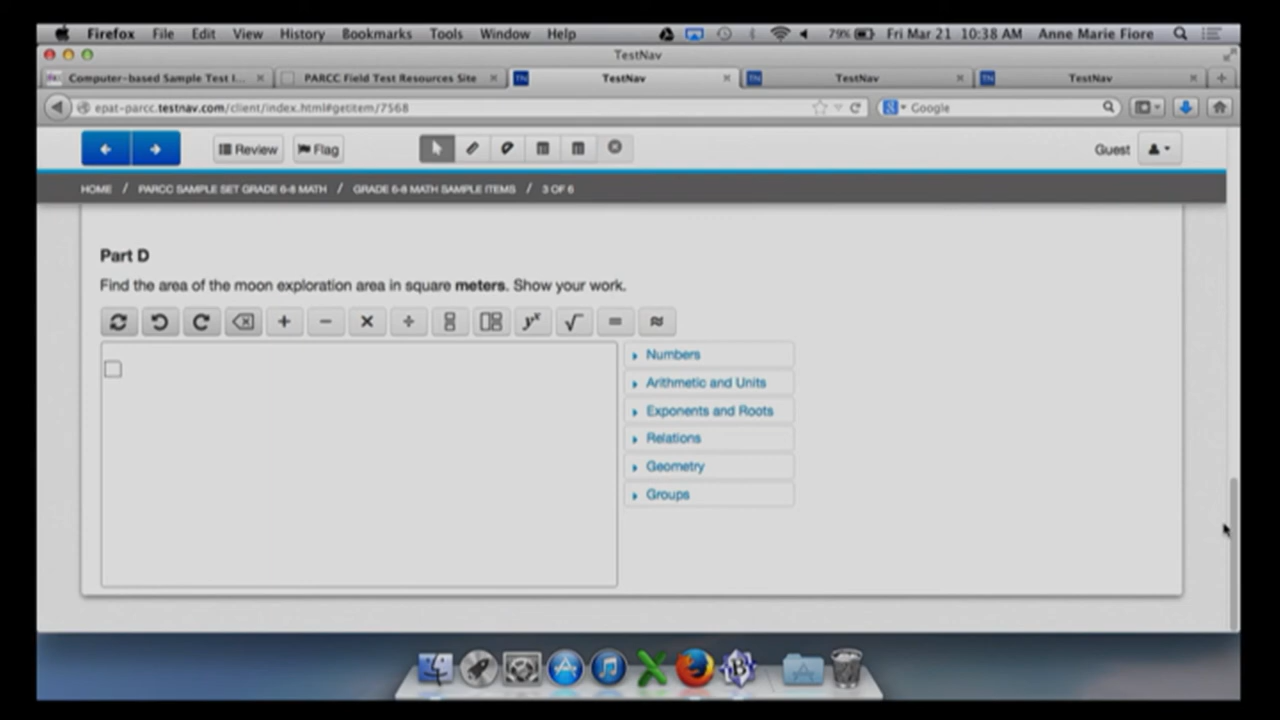 Firefox File Edit View History Bookmarks Tools Window Help 79% Fri Mar 21 10:38 AM Anne Marie Fiore
TestNav
Computer-based Sample Test I... PARCC Field Test Resources Site TestNav TestNav TestNav
epat-parcc.testnav.com/client/index.html#getitem/7568 Google
Review Flag Guest
HOME / PARCC SAMPLE SET GRADE 6-8 MATH / GRADE 6-8 MATH SAMPLE ITEMS / 3 OF 6
Part D
Find the area of the moon exploration area in square meters. Show your work.
+ − × ÷ yˣ √ = ≈
Numbers
Arithmetic and Units
Exponents and Roots
Relations
Geometry
Groups